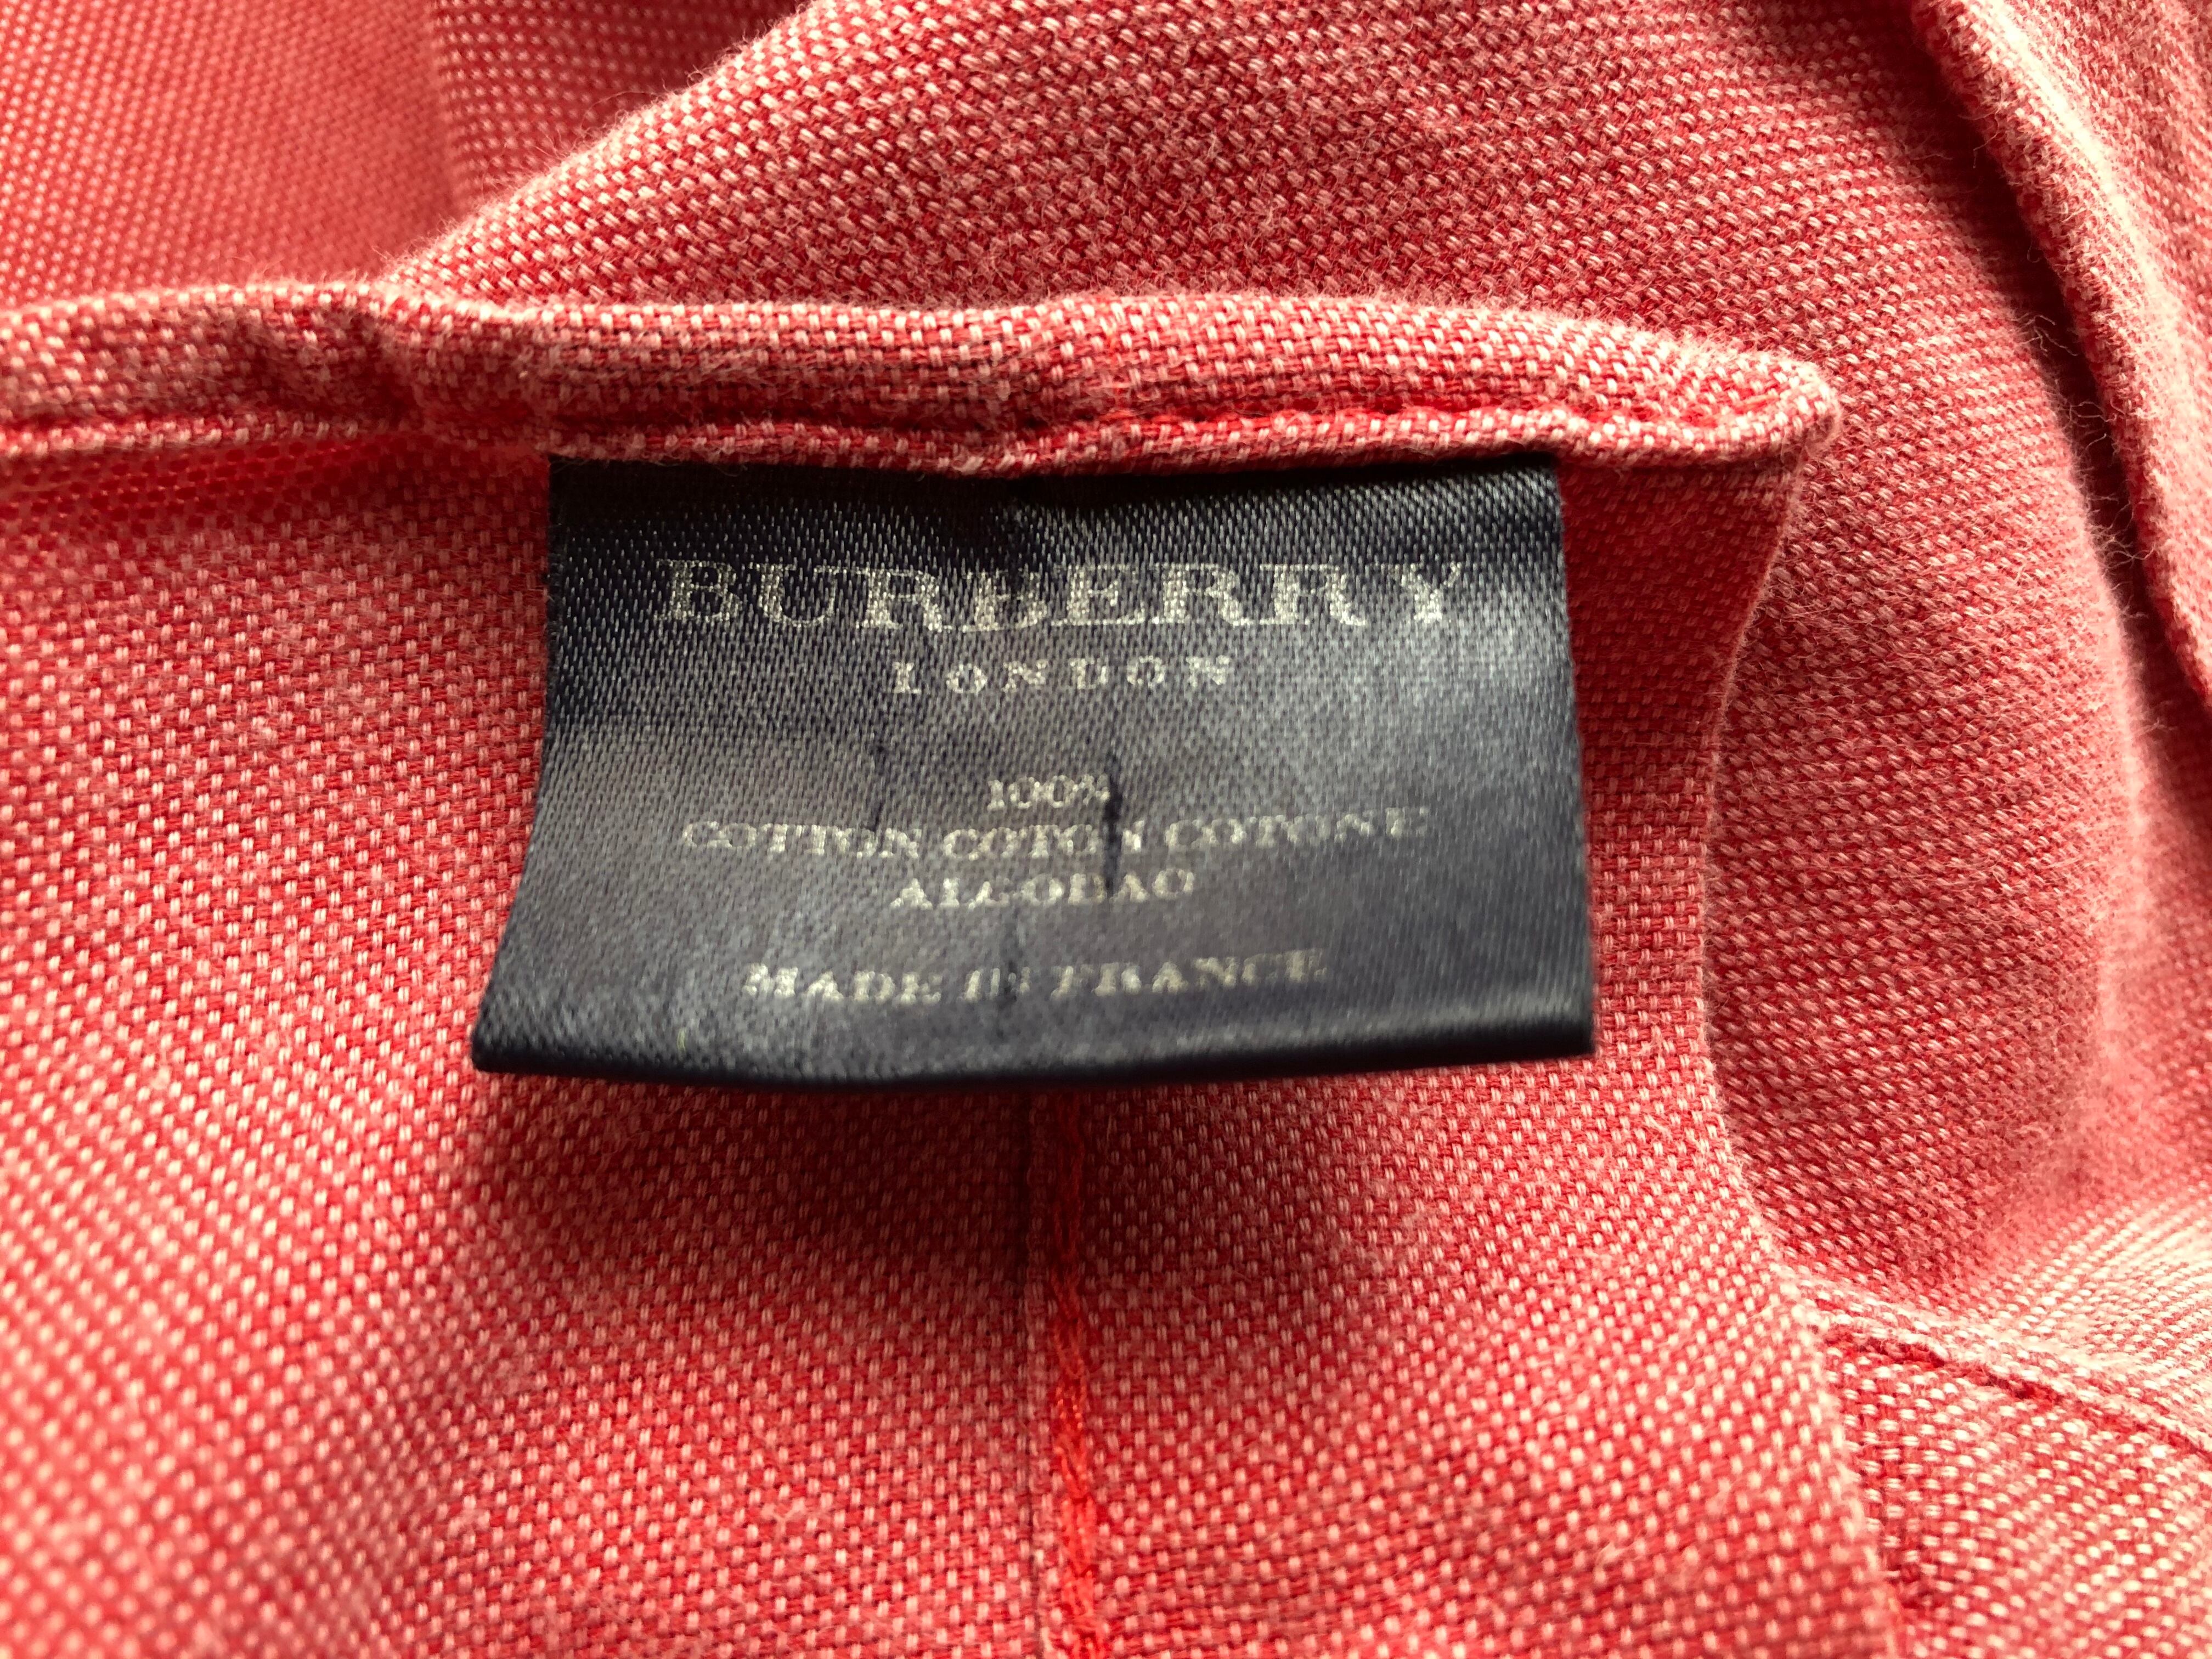 BURBERRY
LONDON
100%
COTTON COTON COTONE
ALGODAO
MADE IN FRANCE